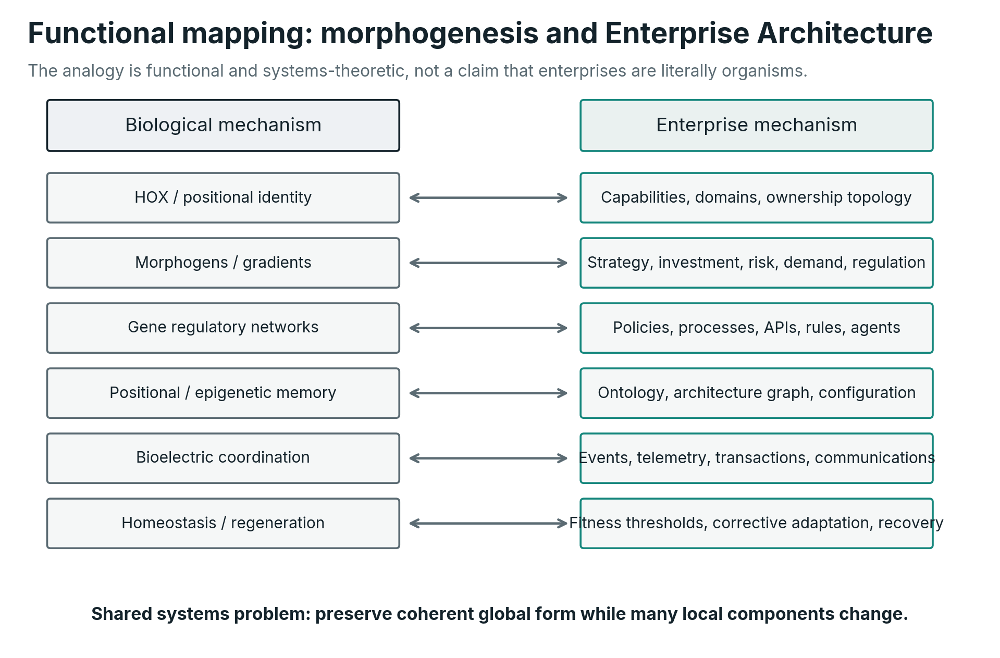 Functional mapping: morphogenesis and Enterprise Architecture
The analogy is functional and systems-theoretic, not a claim that enterprises are literally organisms.
Biological mechanism
Enterprise mechanism
HOX / positional identity
Capabilities, domains, ownership topology
Morphogens / gradients
Strategy, investment, risk, demand, regulation
Gene regulatory networks
Policies, processes, APIs, rules, agents
Positional / epigenetic memory
Ontology, architecture graph, configuration
Bioelectric coordination
Events, telemetry, transactions, communications
Homeostasis / regeneration
Fitness thresholds, corrective adaptation, recovery
Shared systems problem: preserve coherent global form while many local components change.